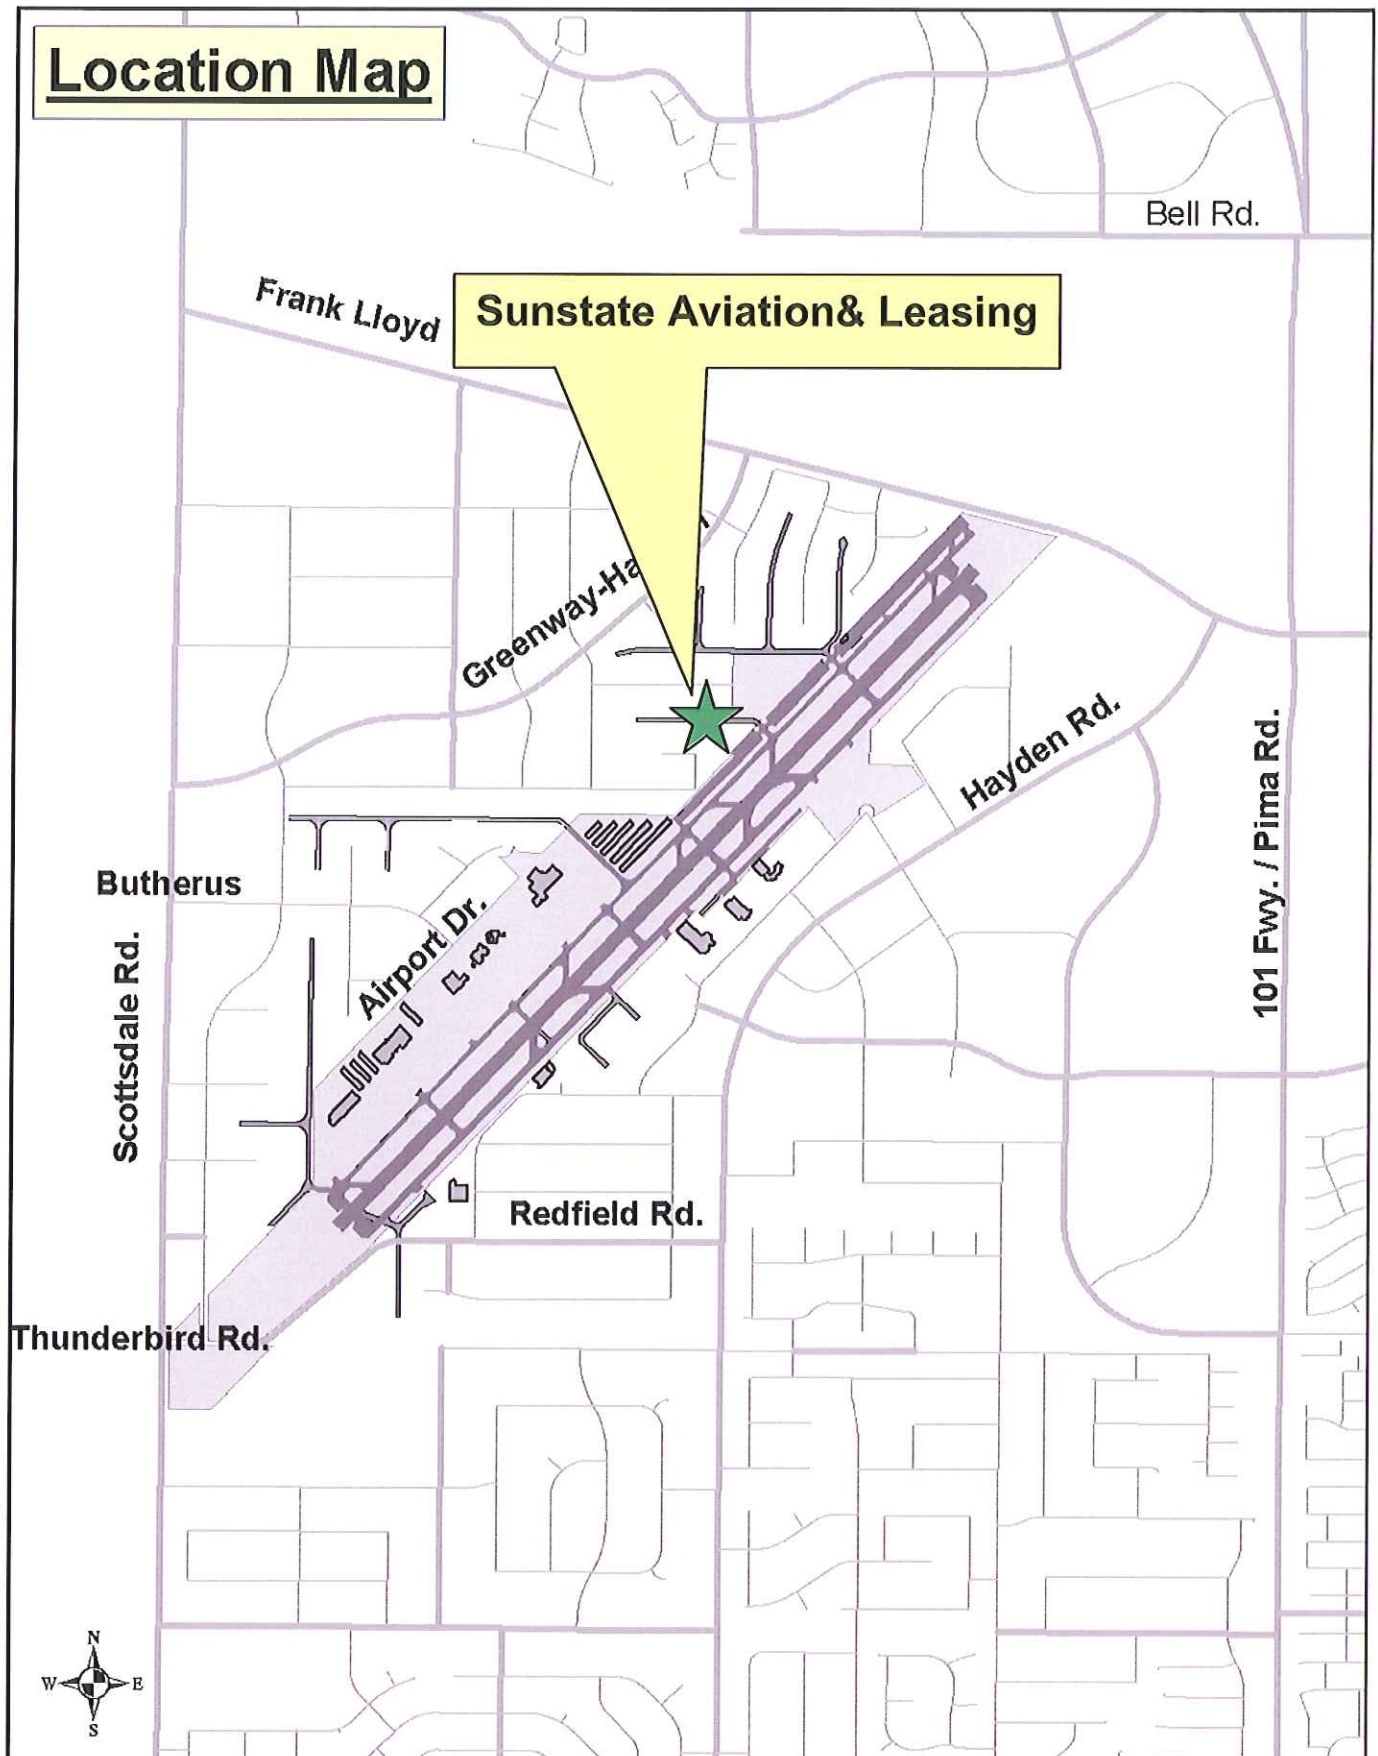 Location Map
Bell Rd.
Frank Lloyd
Sunstate Aviation& Leasing
Greenway-Ha
Hayden Rd.
101 Fwy. / Pima Rd.
Butherus
Airport Dr.
Scottsdale Rd.
Redfield Rd.
Thunderbird Rd.
N
W E
S